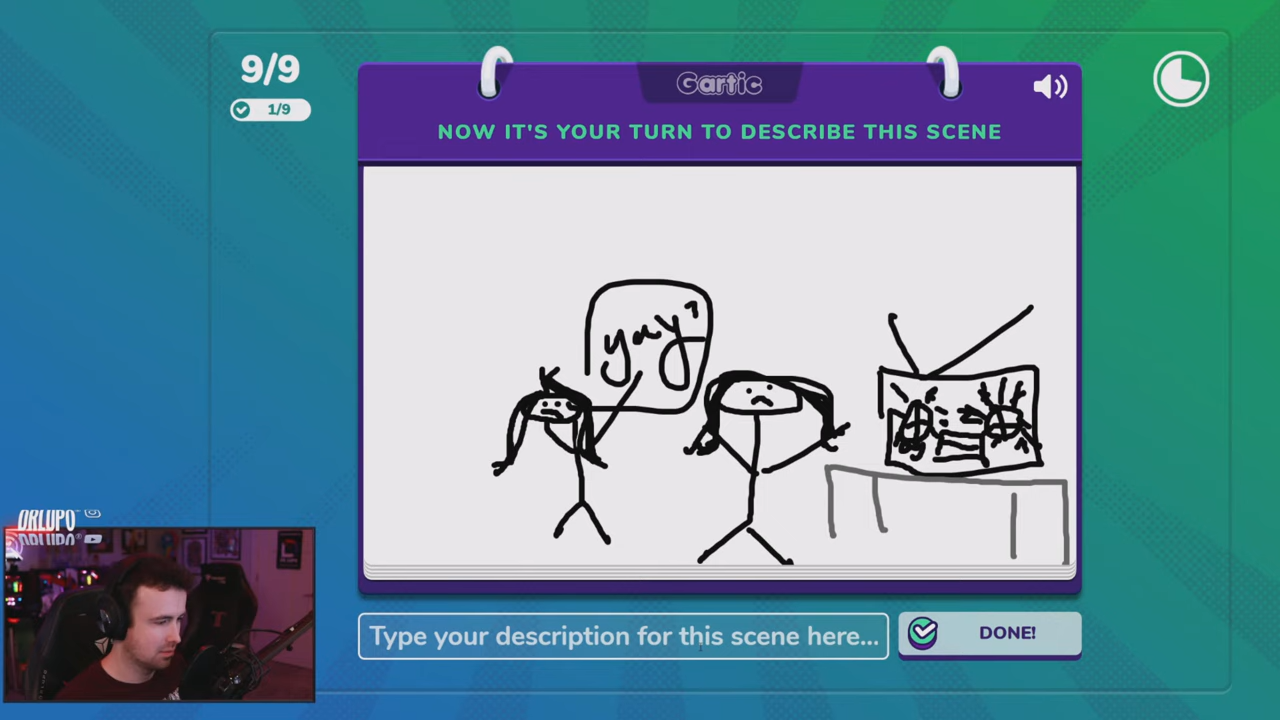 9/9
1/9
Gartic
NOW IT'S YOUR TURN TO DESCRIBE THIS SCENE
yay?
DRLUPO
Type your description for this scene here...
DONE!